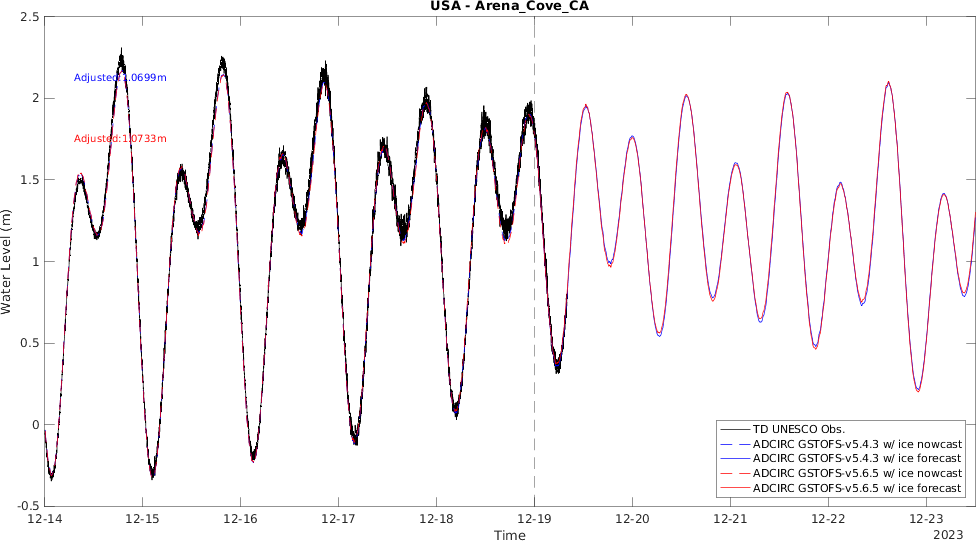 USA - Arena_Cove_CA
2.5
2
1.5
1
0.5
0
-0.5
Water Level (m)
Adjusted:1.0699m
Adjusted:1.0733m
TD UNESCO Obs.
ADCIRC GSTOFS-v5.4.3 w/ ice nowcast
ADCIRC GSTOFS-v5.4.3 w/ ice forecast
ADCIRC GSTOFS-v5.6.5 w/ ice nowcast
ADCIRC GSTOFS-v5.6.5 w/ ice forecast
12-14 12-15 12-16 12-17 12-18 12-19 12-20 12-21 12-22 12-23
Time
2023